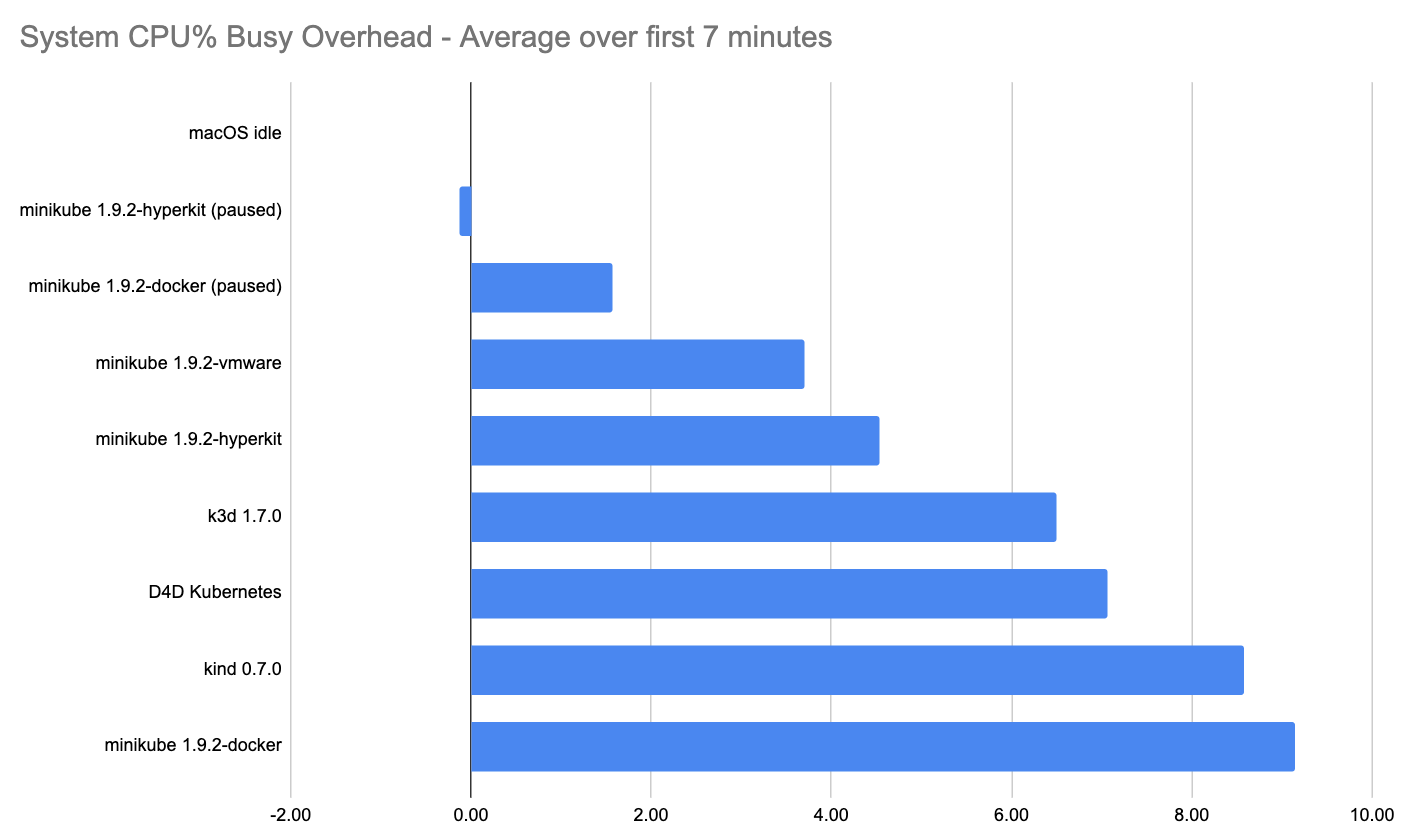 System CPU% Busy Overhead - Average over first 7 minutes
macOS idle
minikube 1.9.2-hyperkit (paused)
minikube 1.9.2-docker (paused)
minikube 1.9.2-vmware
minikube 1.9.2-hyperkit
k3d 1.7.0
D4D Kubernetes
kind 0.7.0
minikube 1.9.2-docker
-2.00 0.00 2.00 4.00 6.00 8.00 10.00